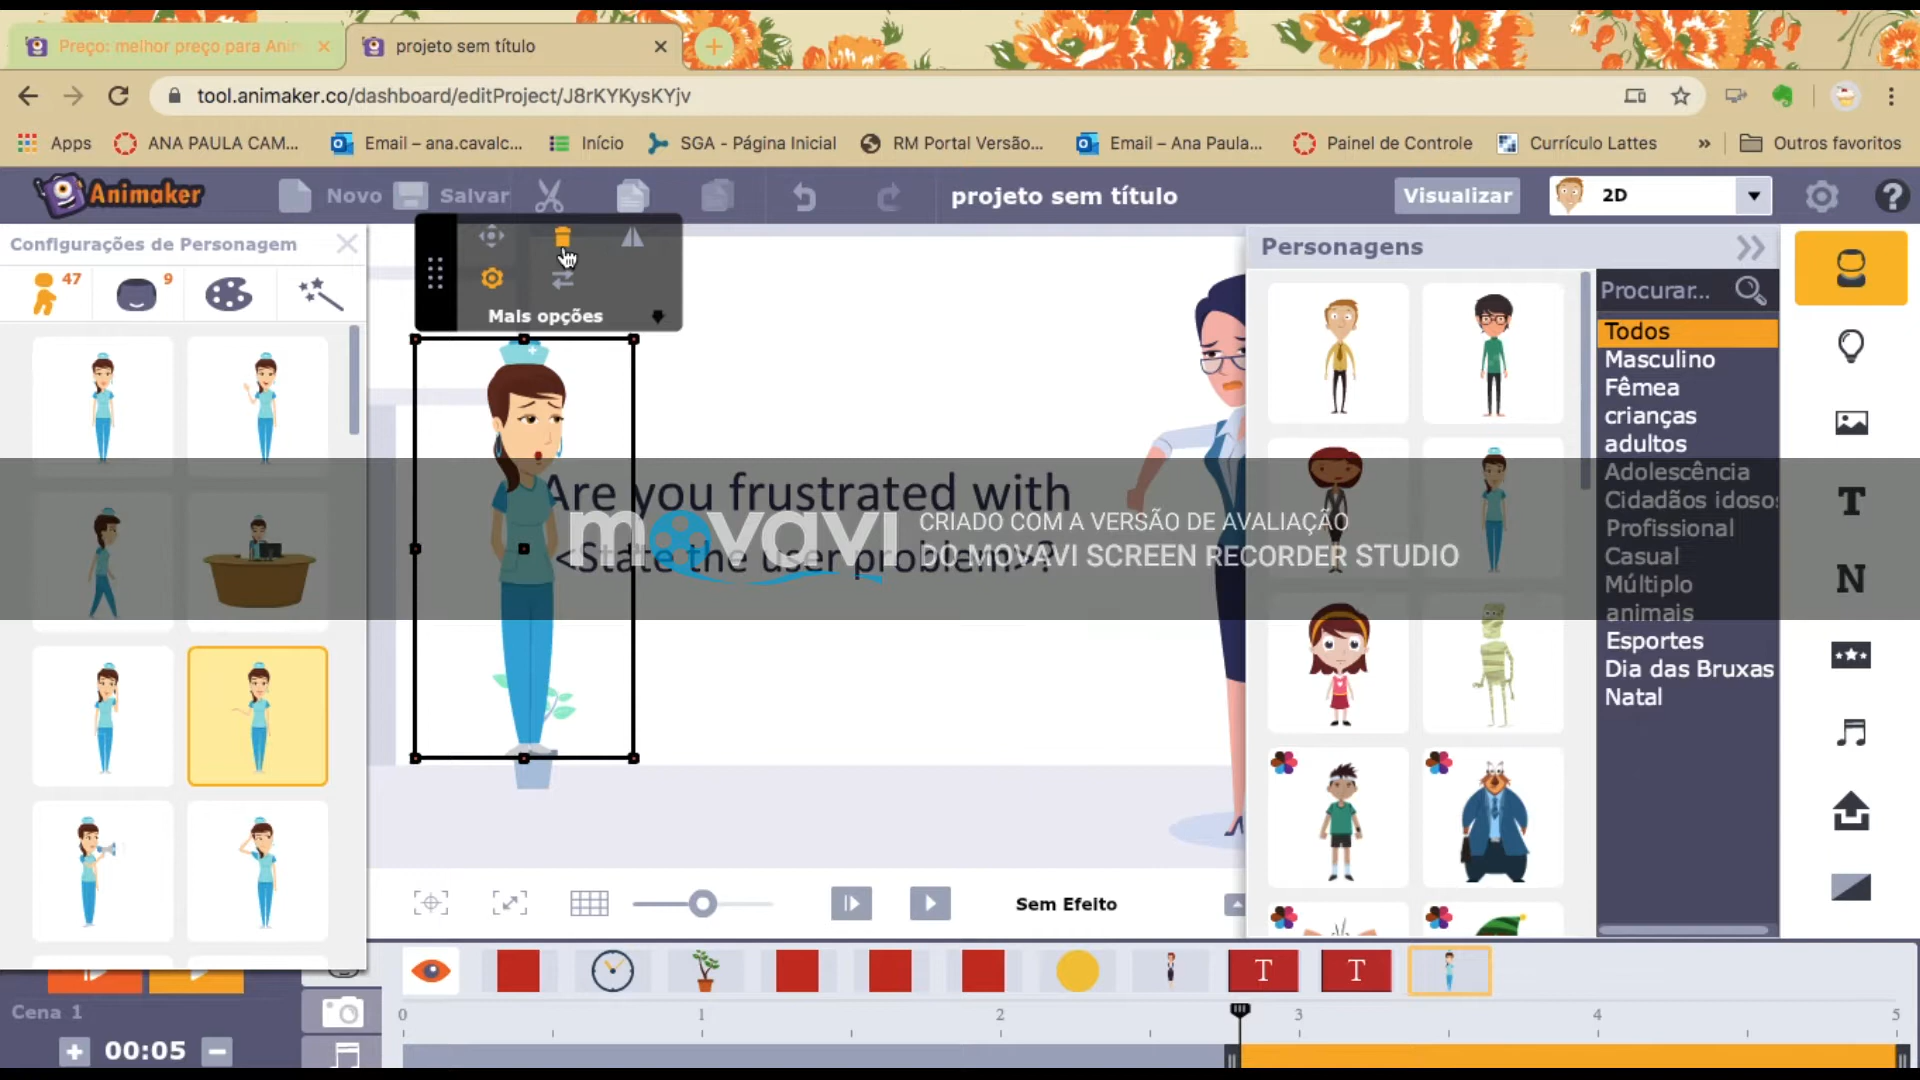 Preço: melhor preço para Anim
projeto sem título
tool.animaker.co/dashboard/editProject/J8rKYKysKYjv
Apps
ANA PAULA CAM...
Email – ana.cavalc...
Início
SGA - Página Inicial
RM Portal Versão...
Email – Ana Paula...
Painel de Controle
Currículo Lattes
»
Outros favoritos
Animaker
Novo
Salvar
projeto sem título
Visualizar
2D
Configurações de Personagem
47
9
Mais opções
Personagens
Procurar...
Todos
Masculino
Fêmea
crianças
adultos
Adolescência
Cidadãos idosos
Profissional
Casual
Múltiplo
animais
Esportes
Dia das Bruxas
Natal
Are you frustrated with
<State the user problem>?
movavi
CRIADO COM A VERSÃO DE AVALIAÇÃO
DO MOVAVI SCREEN RECORDER STUDIO
T
N
Sem Efeito
T
T
Cena 1
0
1
2
3
4
5
+ 00:05 −